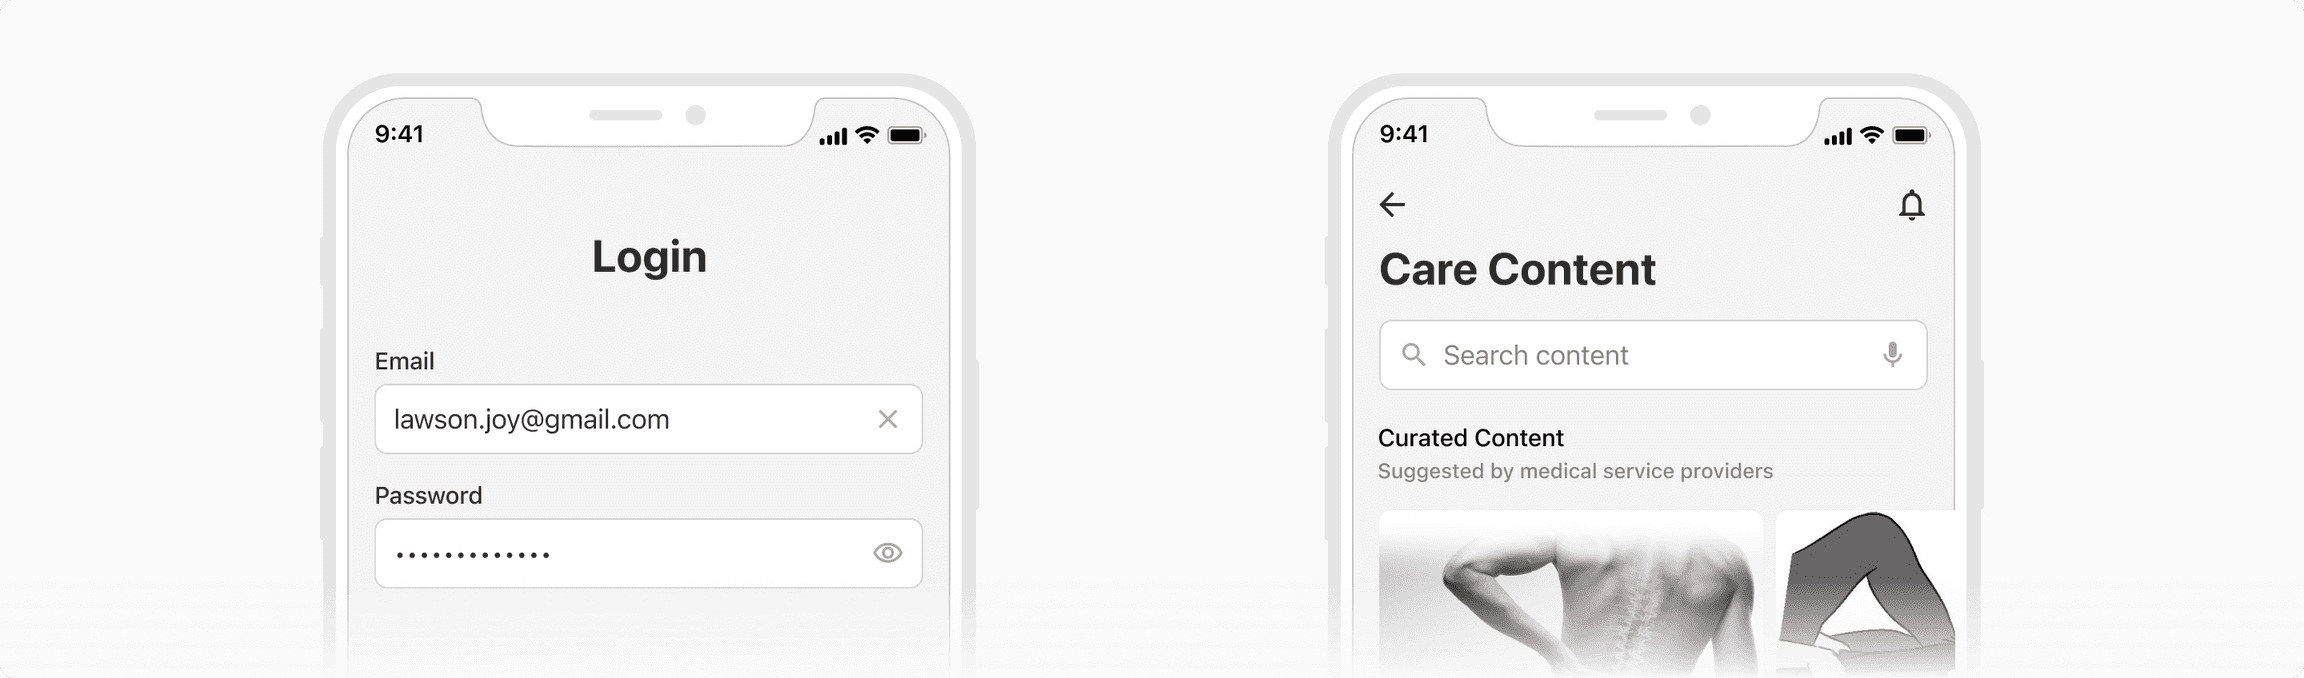 9:41
Login
Email
lawson.joy@gmail.com
Password
•••••••••••••
9:41
Care Content
Search content
Curated Content
Suggested by medical service providers